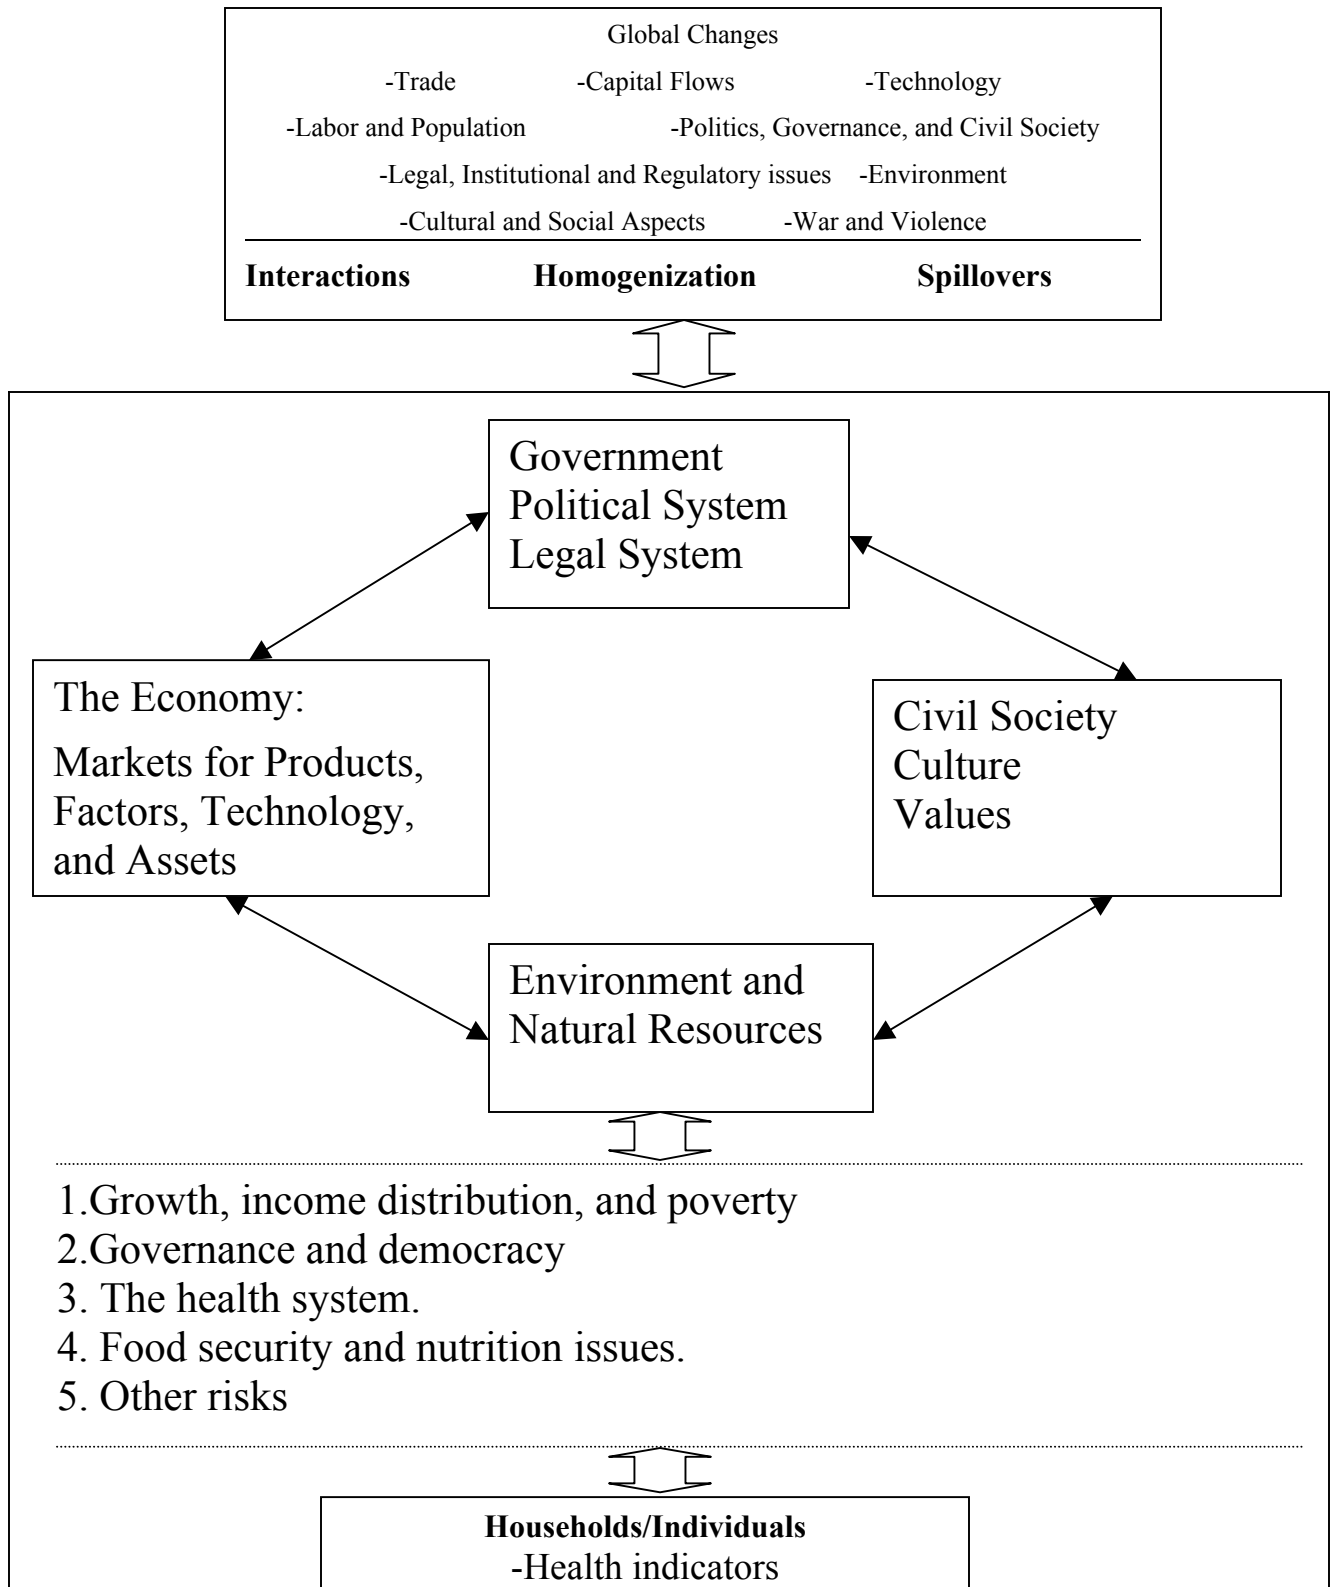 Global Changes
-Trade -Capital Flows -Technology
-Labor and Population -Politics, Governance, and Civil Society
-Legal, Institutional and Regulatory issues -Environment
-Cultural and Social Aspects -War and Violence
Interactions Homogenization Spillovers
Government
Political System
Legal System
The Economy:
Markets for Products,
Factors, Technology,
and Assets
Civil Society
Culture
Values
Environment and
Natural Resources
1.Growth, income distribution, and poverty
2.Governance and democracy
3. The health system.
4. Food security and nutrition issues.
5. Other risks
Households/Individuals
-Health indicators